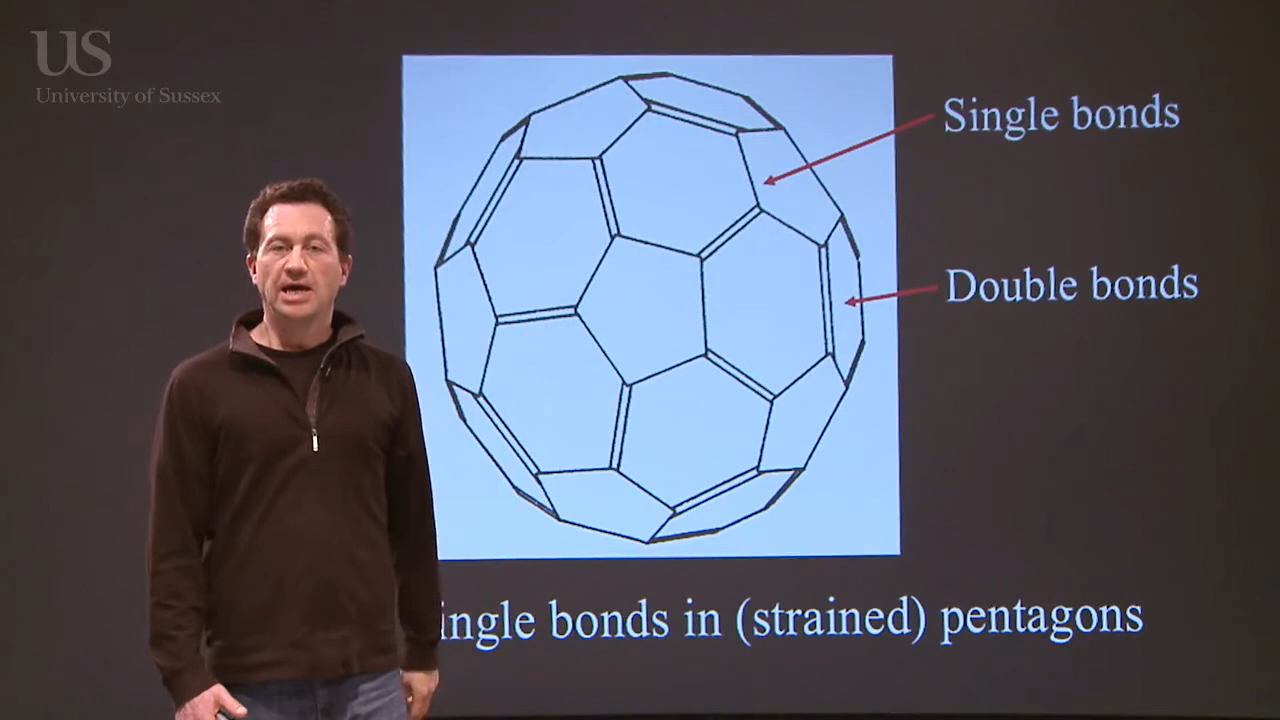 US
University of Sussex
Single bonds
Double bonds
ingle bonds in (strained) pentagons